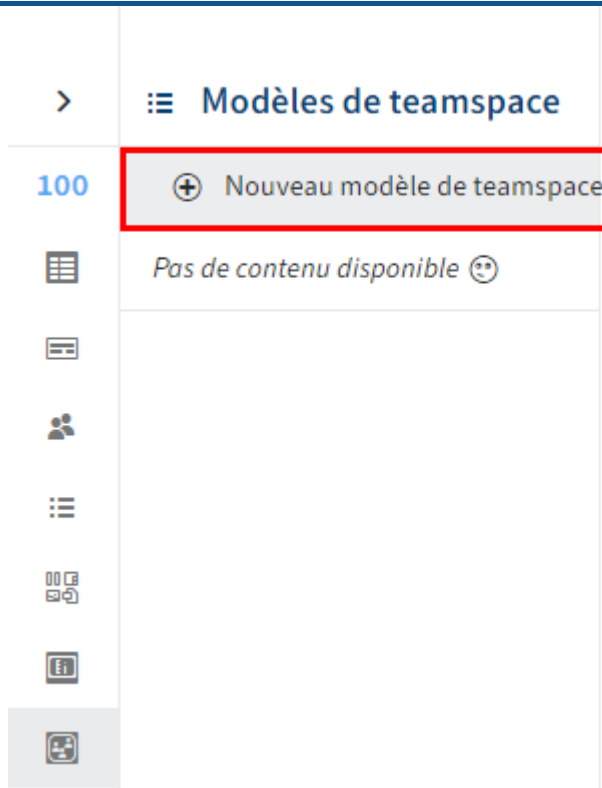 Modèles de teamspace
100
Nouveau modèle de teamspace
Pas de contenu disponible